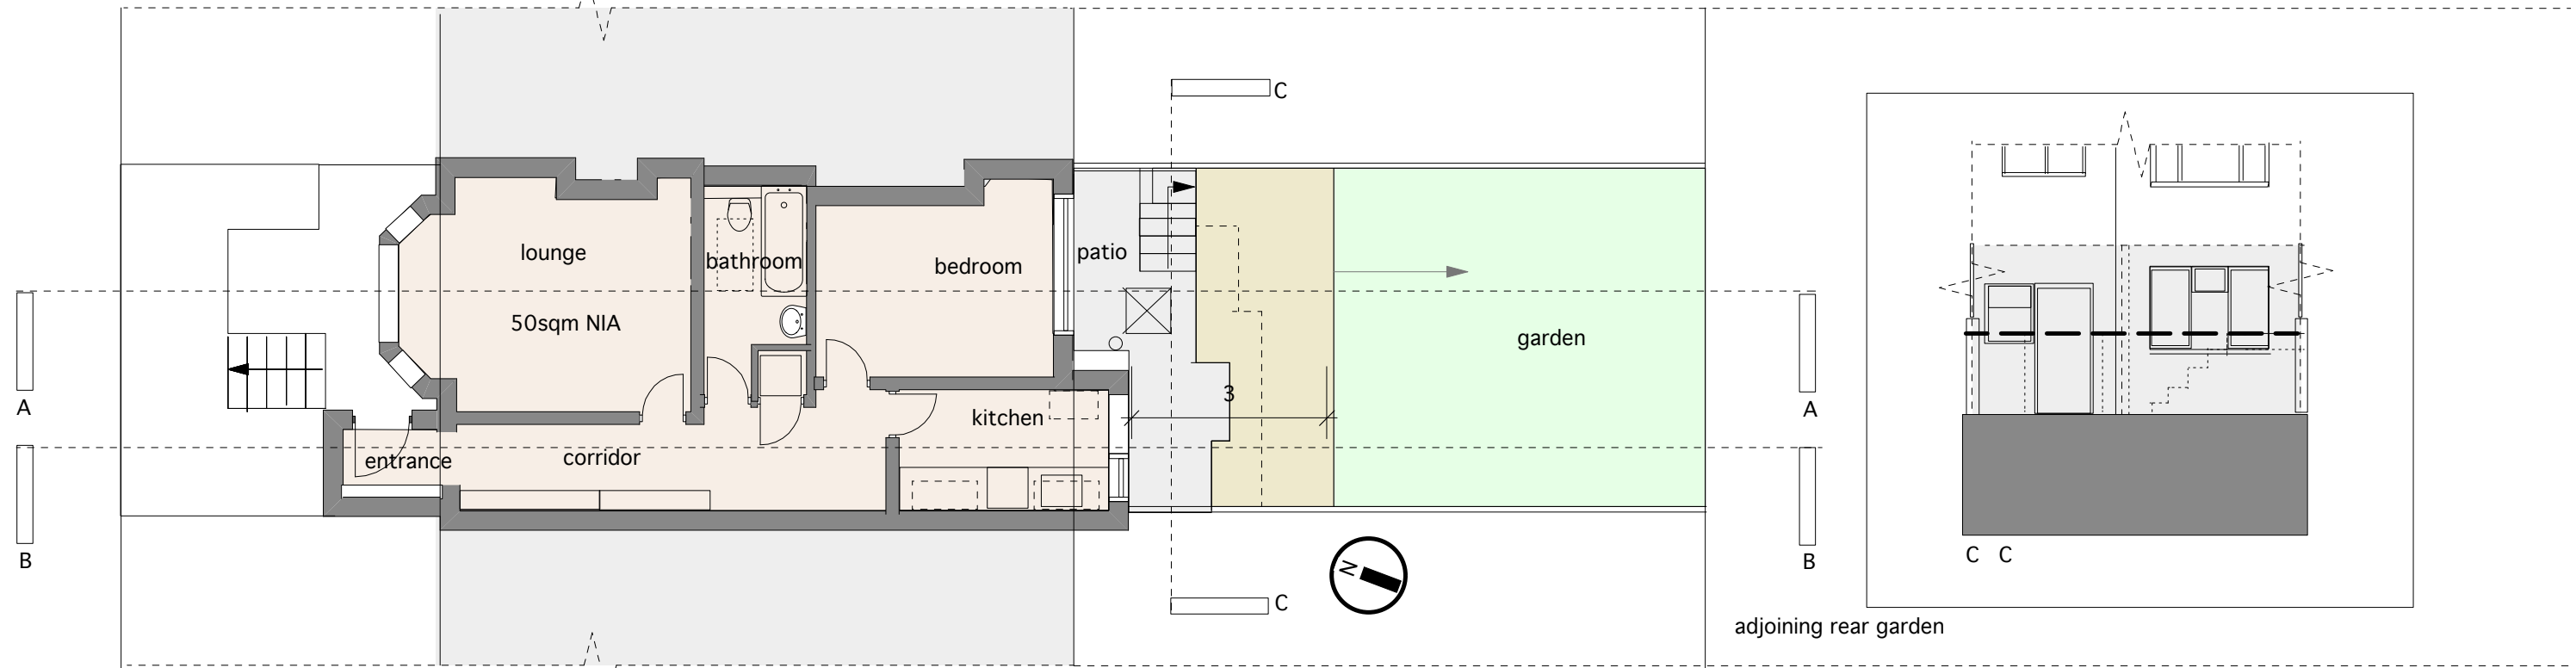 C
lounge
bathroom
bedroom
patio
50sqm NIA
garden
3
A
A
kitchen
entrance
corridor
B
B
C C
N
C
adjoining rear garden